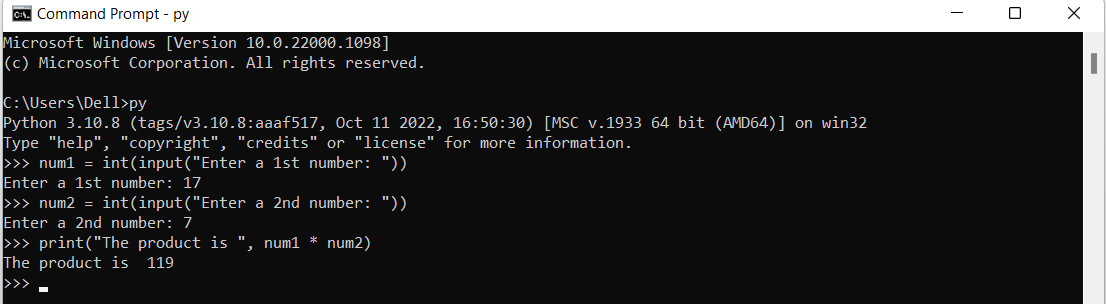 Command Prompt - py
Microsoft Windows [Version 10.0.22000.1098]
(c) Microsoft Corporation. All rights reserved.
C:\Users\Dell>py
Python 3.10.8 (tags/v3.10.8:aaaf517, Oct 11 2022, 16:50:30) [MSC v.1933 64 bit (AMD64)] on win32
Type "help", "copyright", "credits" or "license" for more information.
>>> num1 = int(input("Enter a 1st number: "))
Enter a 1st number: 17
>>> num2 = int(input("Enter a 2nd number: "))
Enter a 2nd number: 7
>>> print("The product is ", num1 * num2)
The product is  119
>>>